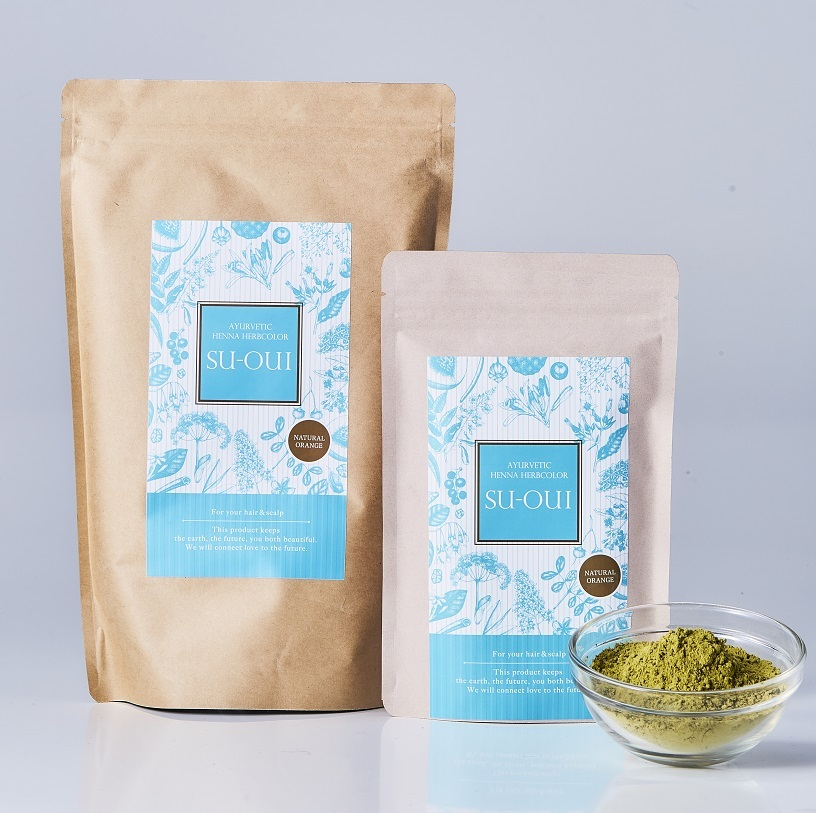 AYURVETIC
HENNA HERBCOLOR
SU-OUI
NATURAL
ORANGE
For your hair & scalp
This product keeps
the earth, the future, you both beautiful.
We will connect love to the future.
AYURVETIC
HENNA HERBCOLOR
SU-OUI
NATURAL
ORANGE
For your hair & scalp
This product keeps
the earth, the future, you both
We will connect love to the